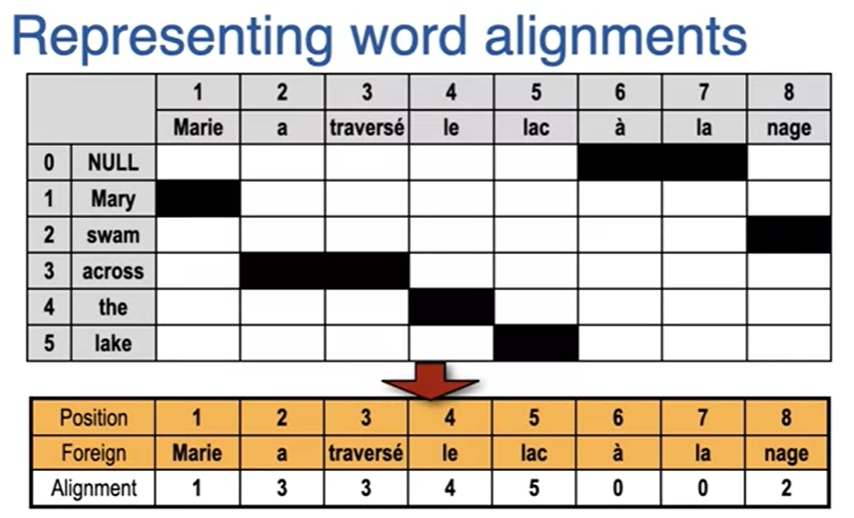 Representing word alignments
1 2 3 4 5 6 7 8
Marie a traversé le lac à la nage
0 NULL
1 Mary
2 swam
3 across
4 the
5 lake
Position 1 2 3 4 5 6 7 8
Foreign Marie a traversé le lac à la nage
Alignment 1 3 3 4 5 0 0 2